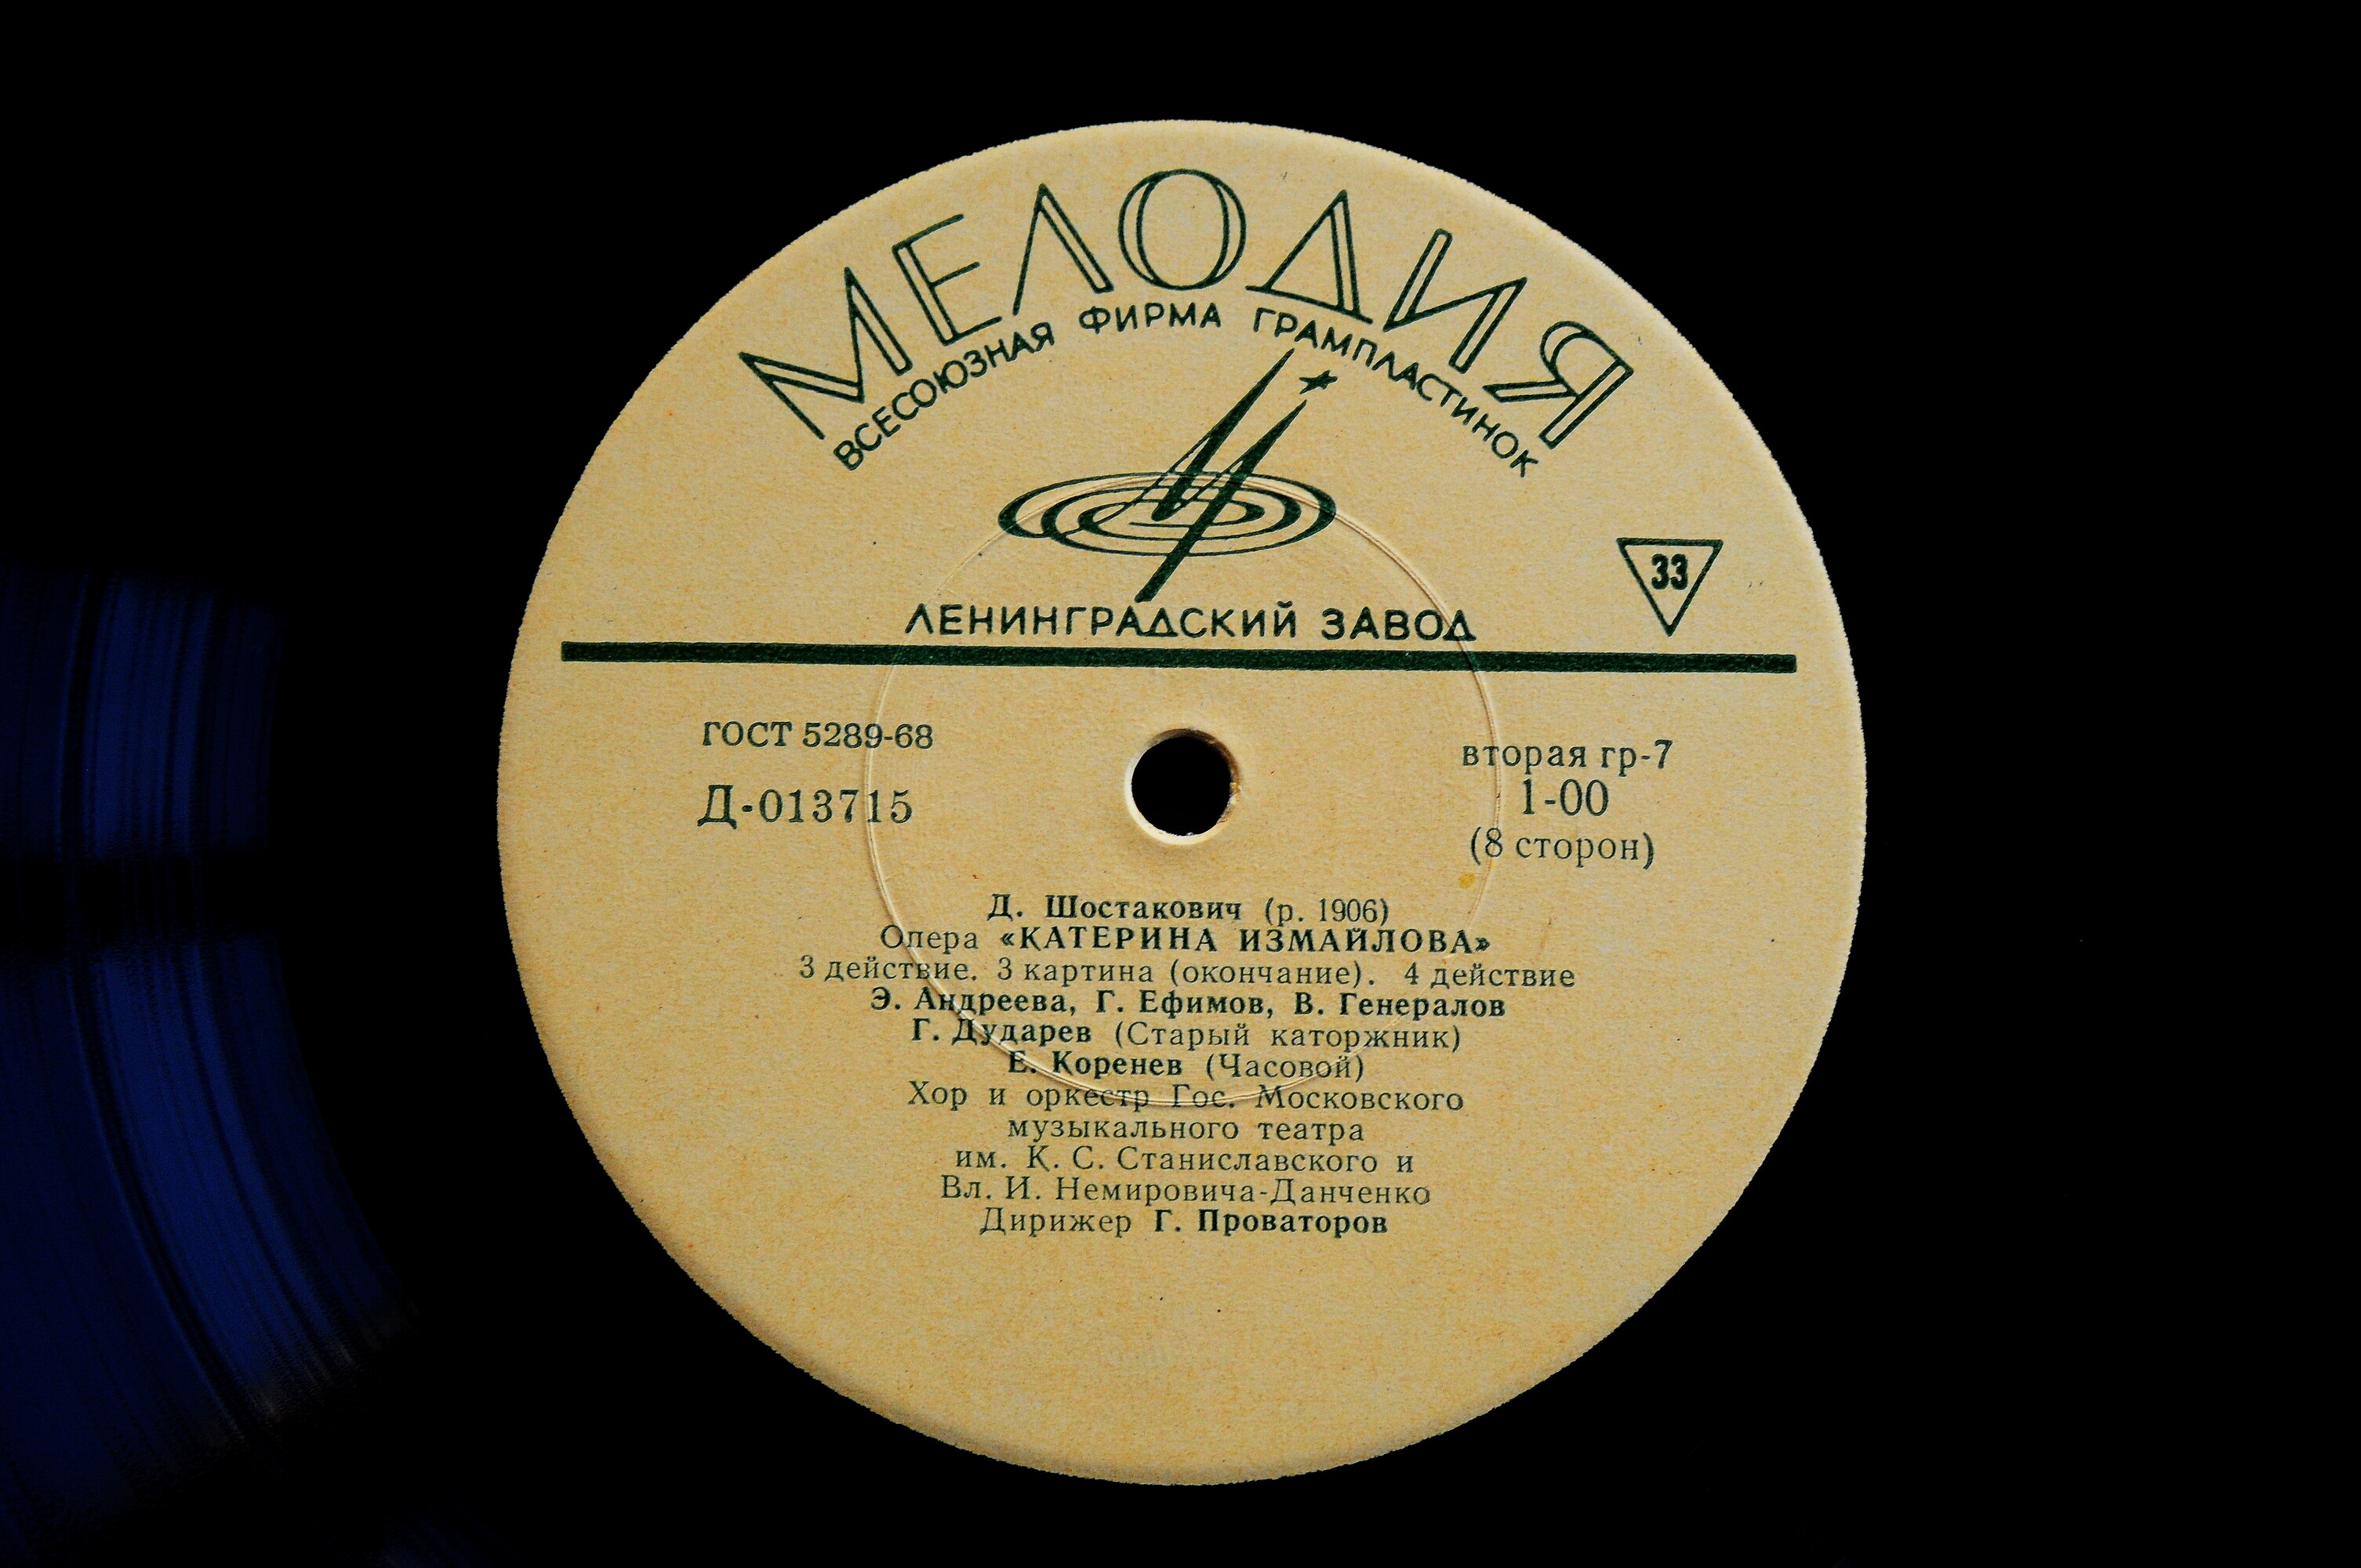 МЕЛОДИЯ
ВСЕСОЮЗНАЯ ФИРМА ГРАМПЛАСТИНОК
33
ЛЕНИНГРАДСКИЙ ЗАВОД
ГОСТ 5289-68
Д-013715
вторая гр-7
1-00
(8 сторон)
Д. Шостакович (р. 1906)
Опера «КАТЕРИНА ИЗМАЙЛОВА»
3 действие. 3 картина (окончание). 4 действие
Э. Андреева, Г. Ефимов, В. Генералов
Г. Дударев (Старый каторжник)
Е. Коренев (Часовой)
Хор и оркестр Гос. Московского
музыкального театра
им. К. С. Станиславского и
Вл. И. Немировича-Данченко
Дирижер Г. Проваторов